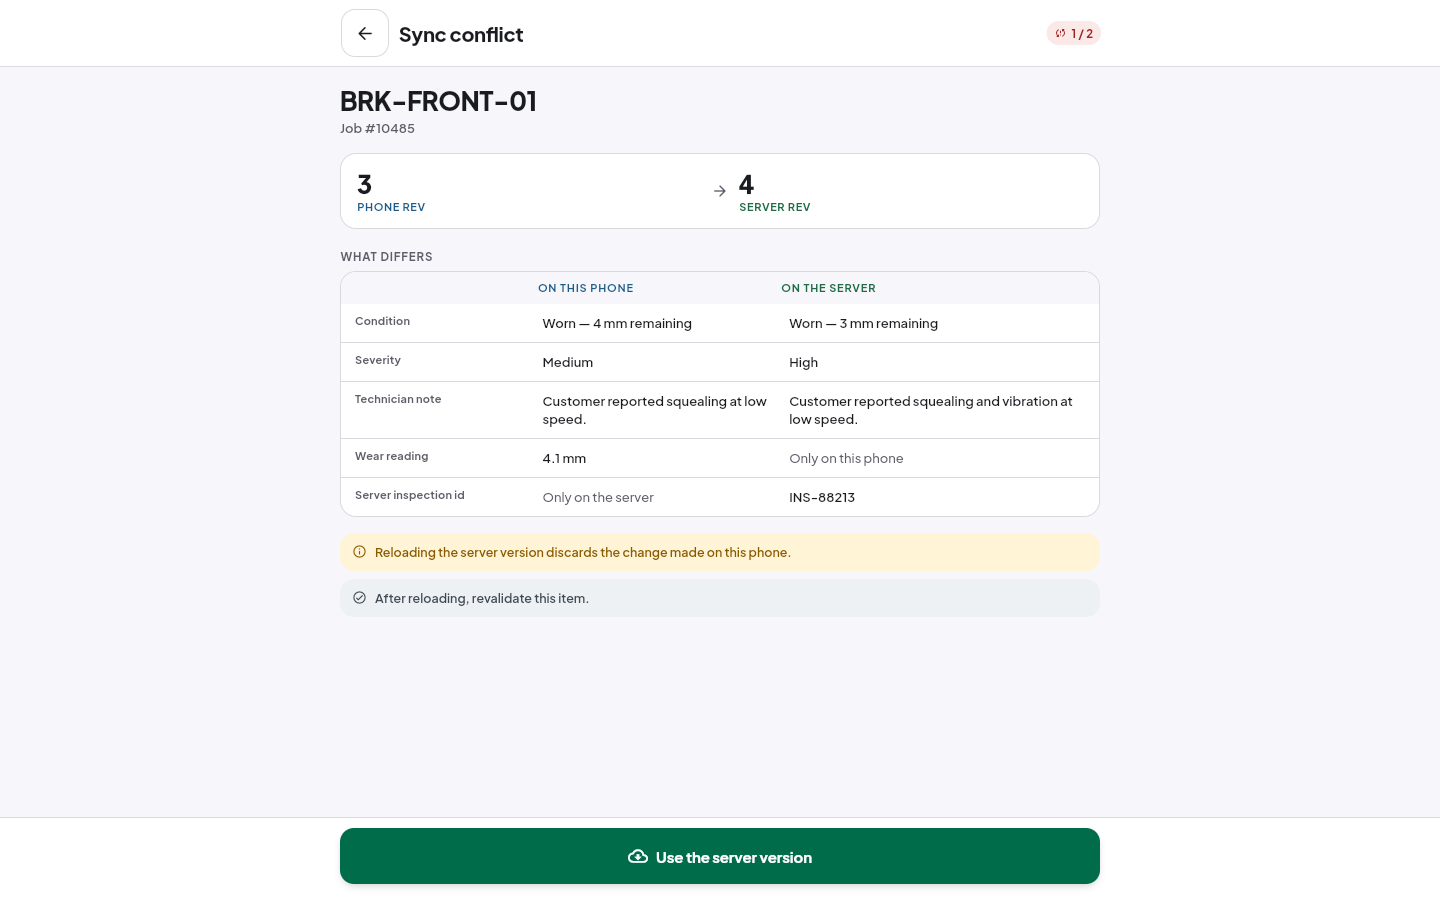 Sync conflict
1 / 2
BRK-FRONT-01
Job #10485
3
PHONE REV
4
SERVER REV
WHAT DIFFERS
ON THIS PHONE
ON THE SERVER
Condition
Worn — 4 mm remaining
Worn — 3 mm remaining
Severity
Medium
High
Technician note
Customer reported squealing at low
speed.
Customer reported squealing and vibration at
low speed.
Wear reading
4.1 mm
Only on this phone
Server inspection id
Only on the server
INS-88213
Reloading the server version discards the change made on this phone.
After reloading, revalidate this item.
Use the server version